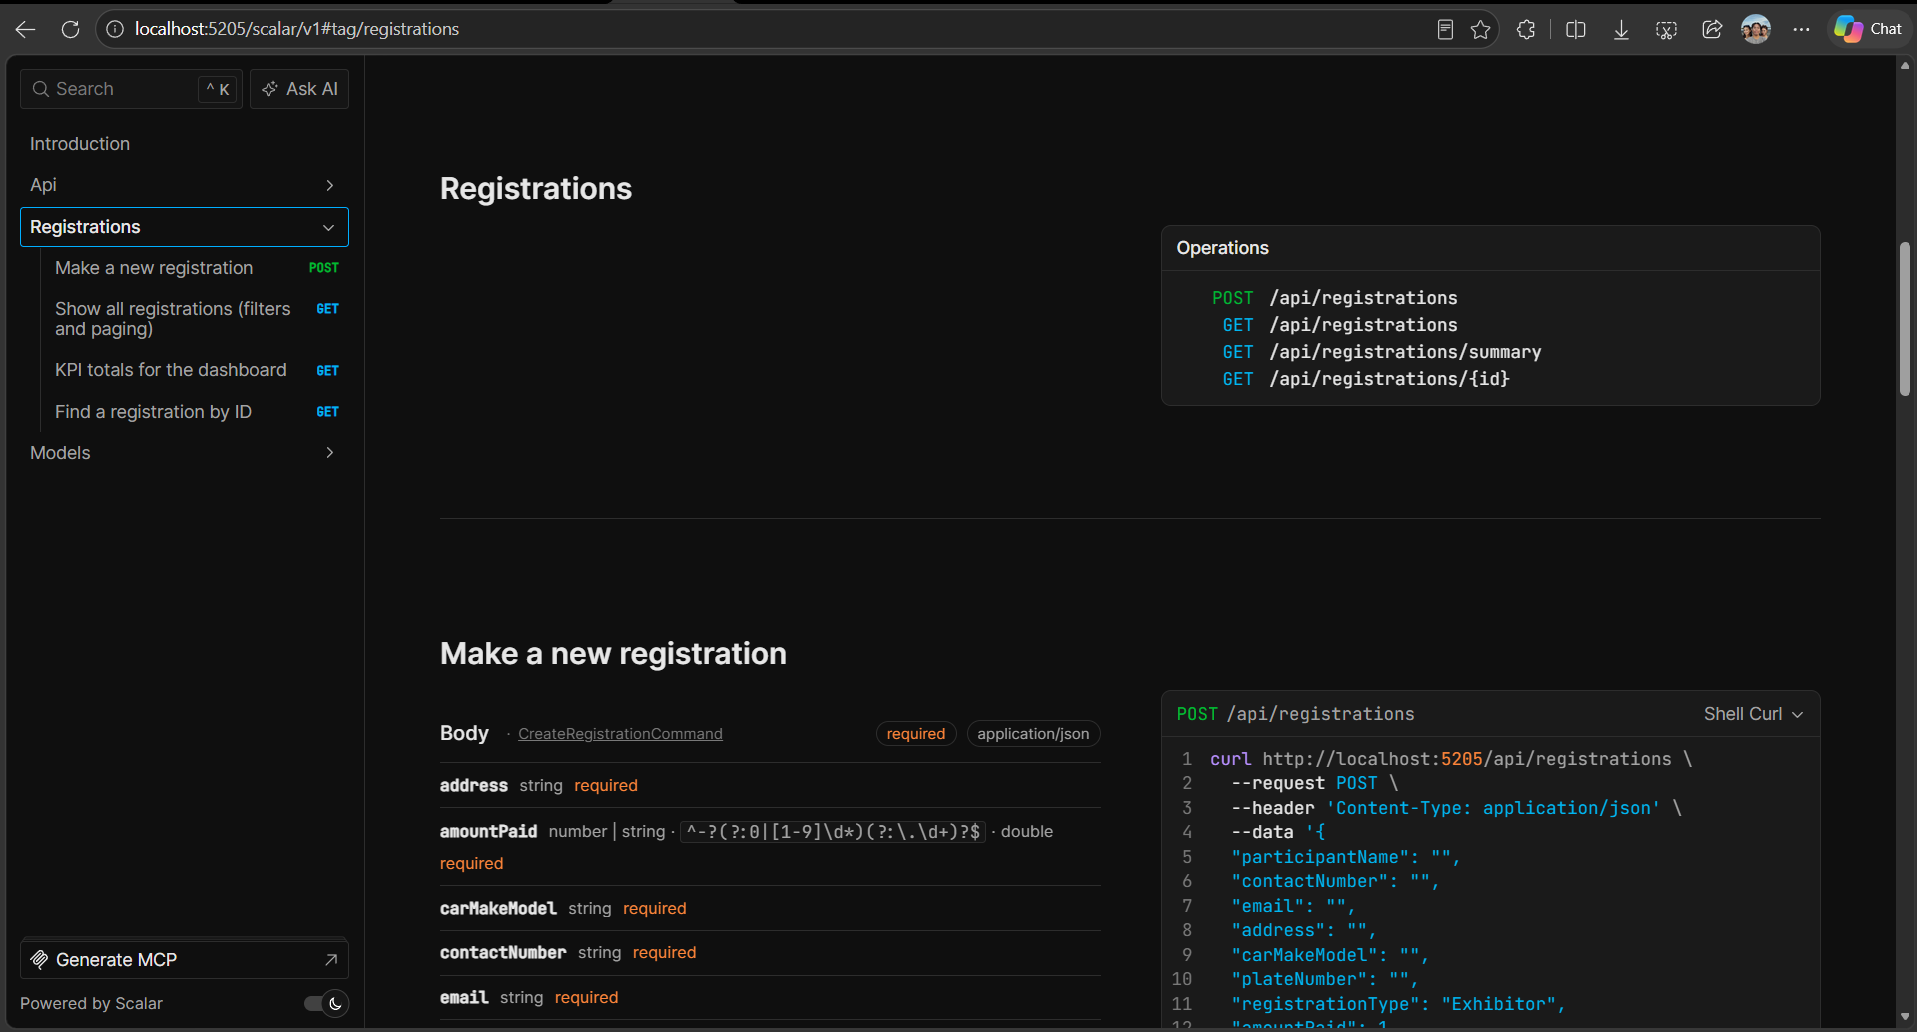 localhost:5205/scalar/v1#tag/registrations
Chat
Search
^ K
Ask AI
Introduction
Api
Registrations
Make a new registration POST
Show all registrations (filters GET
and paging)
KPI totals for the dashboard GET
Find a registration by ID GET
Models
Generate MCP
Powered by Scalar
Registrations
Operations
POST /api/registrations
GET /api/registrations
GET /api/registrations/summary
GET /api/registrations/{id}
Make a new registration
Body · CreateRegistrationCommand required application/json
address string required
amountPaid number | string · ^-?(?:0|[1-9]\d*)(?:\.\d+)?$ · double
required
carMakeModel string required
contactNumber string required
email string required
POST /api/registrations Shell Curl
1 curl http://localhost:5205/api/registrations \
2 --request POST \
3 --header 'Content-Type: application/json' \
4 --data '{
5 "participantName": "",
6 "contactNumber": "",
7 "email": "",
8 "address": "",
9 "carMakeModel": "",
10 "plateNumber": "",
11 "registrationType": "Exhibitor",
12 "amountPaid": 1